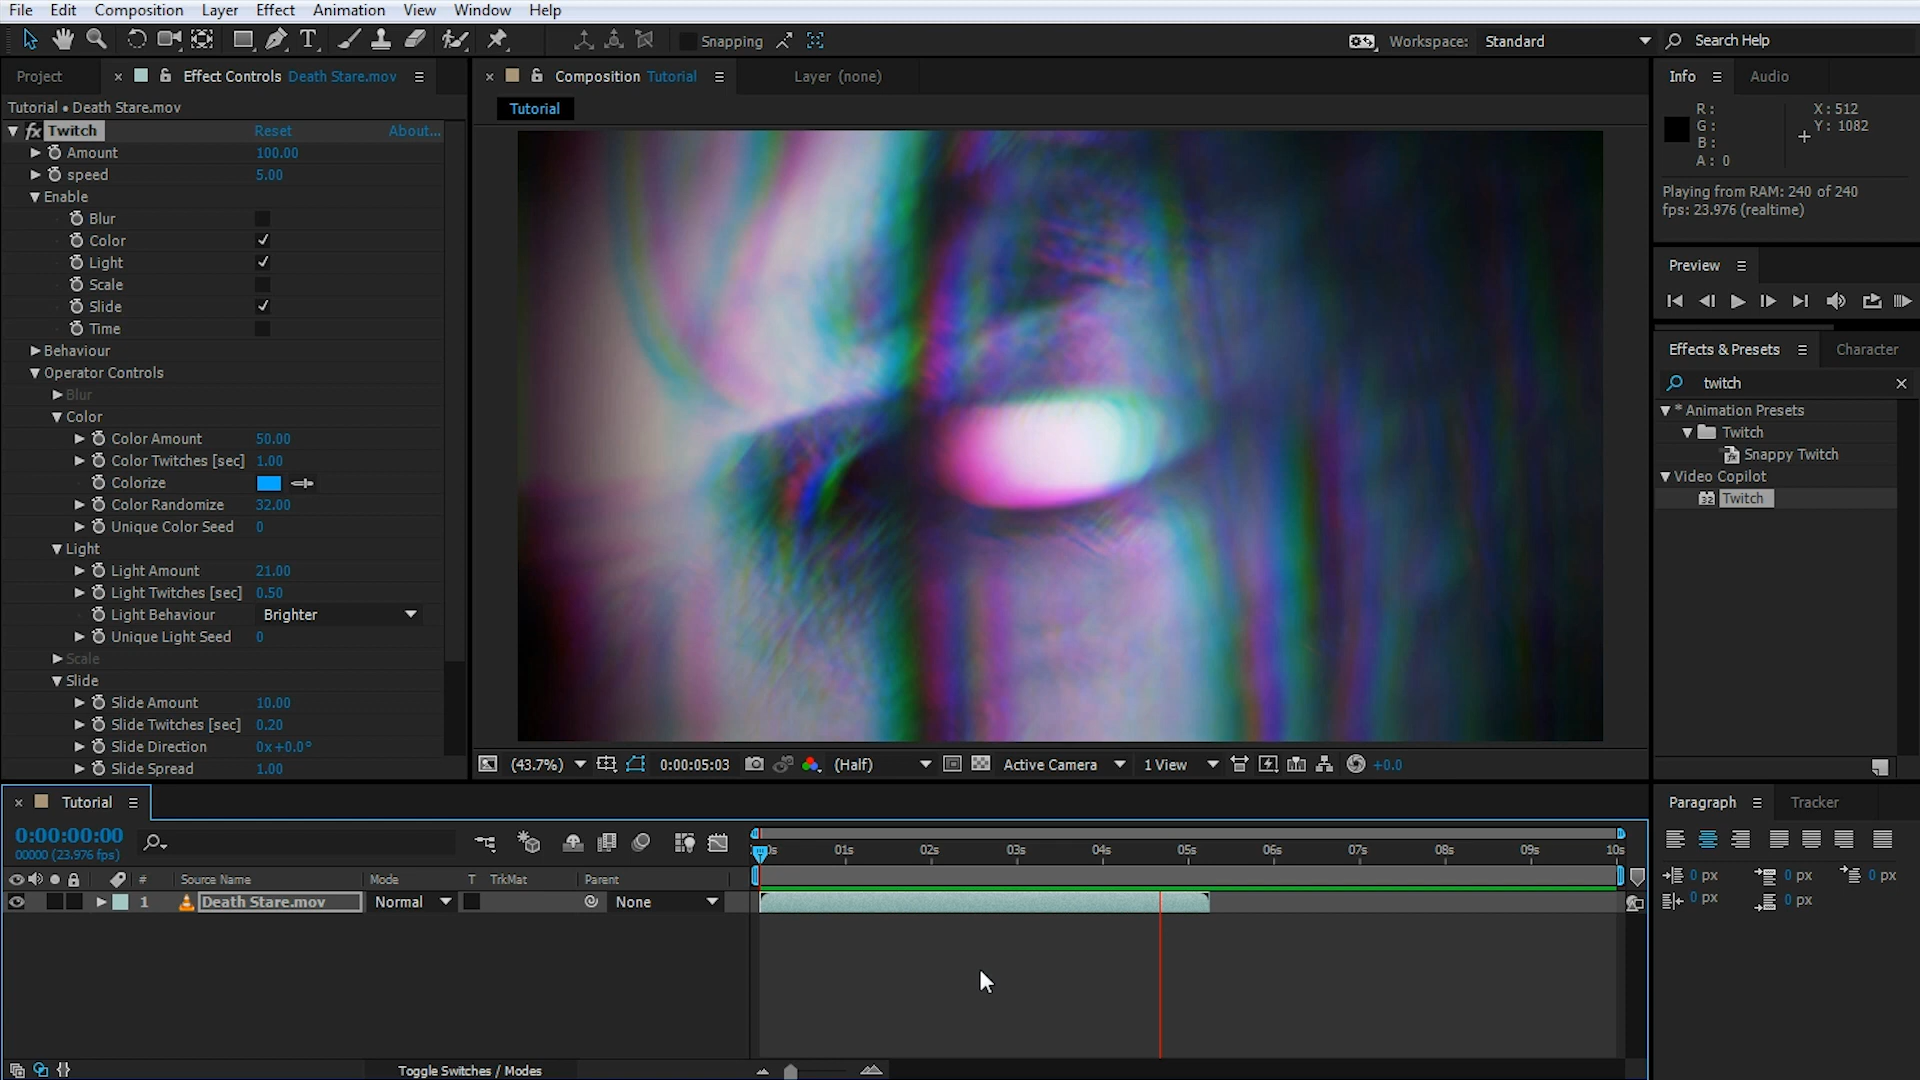 File Edit Composition Layer Effect Animation View Window Help
Snapping Workspace: Standard Search Help
Project × Effect Controls Death Stare.mov
× Composition Tutorial Layer (none)
Tutorial • Death Stare.mov
Tutorial
fx Twitch Reset About...
Amount 100.00
speed 5.00
Enable
Blur
Color
Light
Scale
Slide
Time
Behaviour
Operator Controls
Blur
Color
Color Amount 50.00
Color Twitches [sec] 1.00
Colorize
Color Randomize 32.00
Unique Color Seed 0
Light
Light Amount 21.00
Light Twitches [sec] 0.50
Light Behaviour Brighter
Unique Light Seed 0
Scale
Slide
Slide Amount 10.00
Slide Twitches [sec] 0.20
Slide Direction 0x+0.0°
Slide Spread 1.00
(43.7%) 0:00:05:03 (Half) Active Camera 1 View +0.0
Info Audio
R: X: 512
G: Y: 1082
B:
A: 0
Playing from RAM: 240 of 240
fps: 23.976 (realtime)
Preview
Effects & Presets Character
twitch
* Animation Presets
Twitch
Snappy Twitch
Video Copilot
32 Twitch
× Tutorial
0:00:00:00
00000 (23.976 fps)
01s 02s 03s 04s 05s 06s 07s 08s 09s 10s
# Source Name Mode T TrkMat Parent
1 Death Stare.mov Normal None
Toggle Switches / Modes
Paragraph Tracker
0 px 0 px 0 px
0 px 0 px